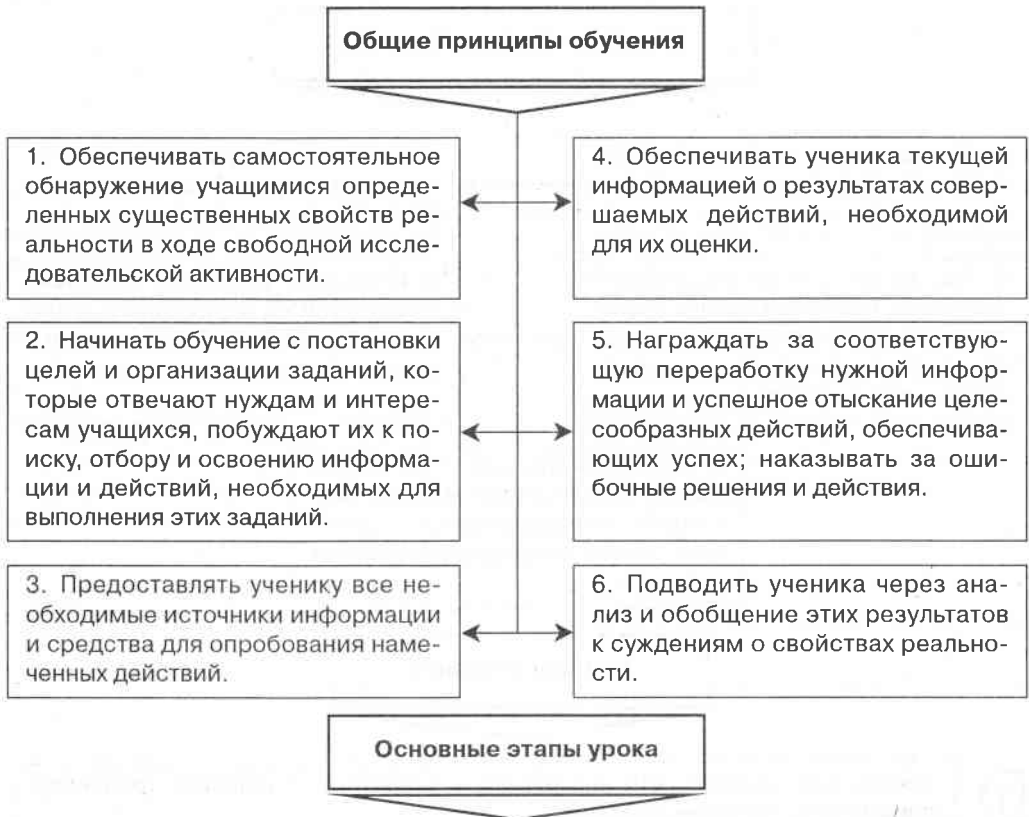 Общие принципы обучения
1. Обеспечивать самостоятельное
обнаружение учащимися опреде-
ленных существенных свойств ре-
альности в ходе свободной иссле-
довательской активности.
2. Начинать обучение с постановки
целей и организации заданий, ко-
торые отвечают нуждам и интере-
сам учащихся, побуждают их к по-
иску, отбору и освоению информа-
ции и действий, необходимых для
выполнения этих заданий.
3. Предоставлять ученику все не-
обходимые источники информации
и средства для опробования наме-
ченных действий.
4. Обеспечивать ученика текущей
информацией о результатах совер-
шаемых действий, необходимой
для их оценки.
5. Награждать за соответствую-
щую переработку нужной инфор-
мации и успешное отыскание целе-
сообразных действий, обеспечива-
ющих успех; наказывать за оши-
бочные решения и действия.
6. Подводить ученика через ана-
лиз и обобщение этих результатов
к суждениям о свойствах реально-
сти.
Основные этапы урока